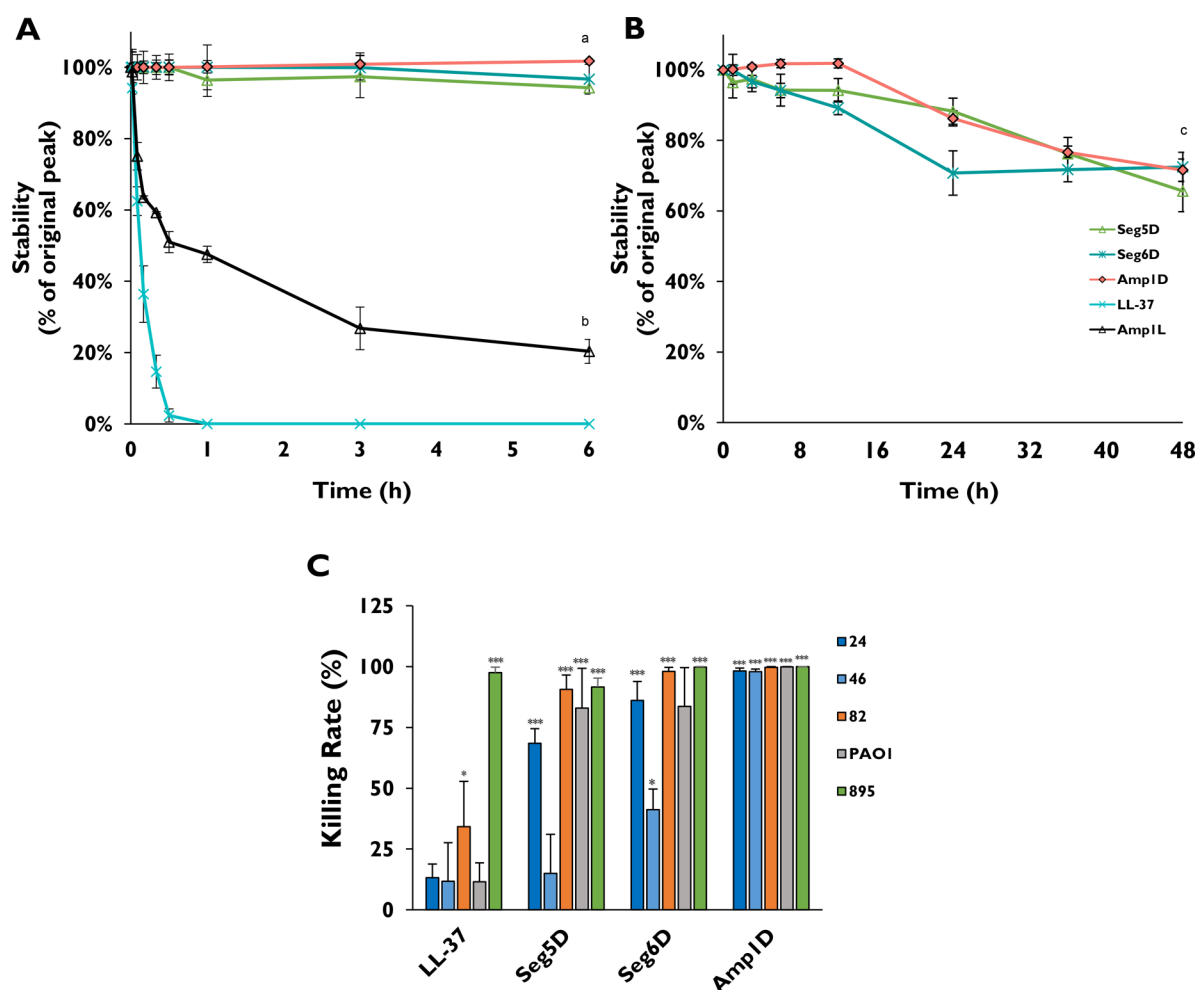 A
100%
80%
60%
40%
20%
0%
Stability
(% of original peak)
a
b
0 1 2 3 4 5 6
Time (h)
B
100%
80%
60%
40%
20%
0%
Stability
(% of original peak)
c
Seg5D
Seg6D
Amp1D
LL-37
Amp1L
0 8 16 24 32 40 48
Time (h)
C
125
100
75
50
25
0
Killing Rate (%)
* ***
*** *** *** ***
*** * *** ***
*** *** *** *** ***
24
46
82
PAO1
895
LL-37 Seg5D Seg6D Amp1D